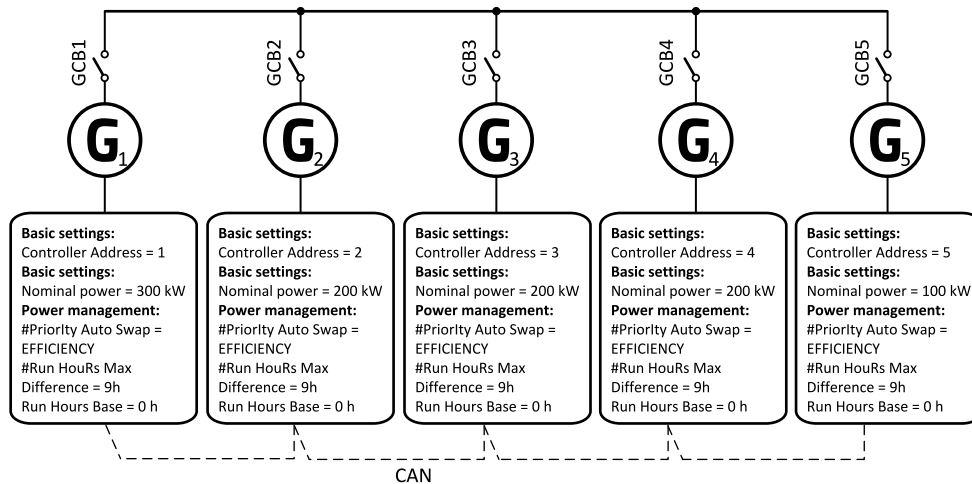 GCB1
GCB2
GCB3
GCB4
GCB5
G1
G2
G3
G4
G5
Basic settings:
Controller Address = 1
Basic settings:
Nominal power = 300 kW
Power management:
#PriorIty Auto Swap =
EFFICIENCY
#Run HouRs Max
Difference = 9h
Run Hours Base = 0 h
Basic settings:
Controller Address = 2
Basic settings:
Nominal power = 200 kW
Power management:
#PriorIty Auto Swap =
EFFICIENCY
#Run HouRs Max
Difference = 9h
Run Hours Base = 0 h
Basic settings:
Controller Address = 3
Basic settings:
Nominal power = 200 kW
Power management:
#PriorIty Auto Swap =
EFFICIENCY
#Run HouRs Max
Difference = 9h
Run Hours Base = 0 h
Basic settings:
Controller Address = 4
Basic settings:
Nominal power = 200 kW
Power management:
#PriorIty Auto Swap =
EFFICIENCY
#Run HouRs Max
Difference = 9h
Run Hours Base = 0 h
Basic settings:
Controller Address = 5
Basic settings:
Nominal power = 100 kW
Power management:
#PriorIty Auto Swap =
EFFICIENCY
#Run HouRs Max
Difference = 9h
Run Hours Base = 0 h
CAN